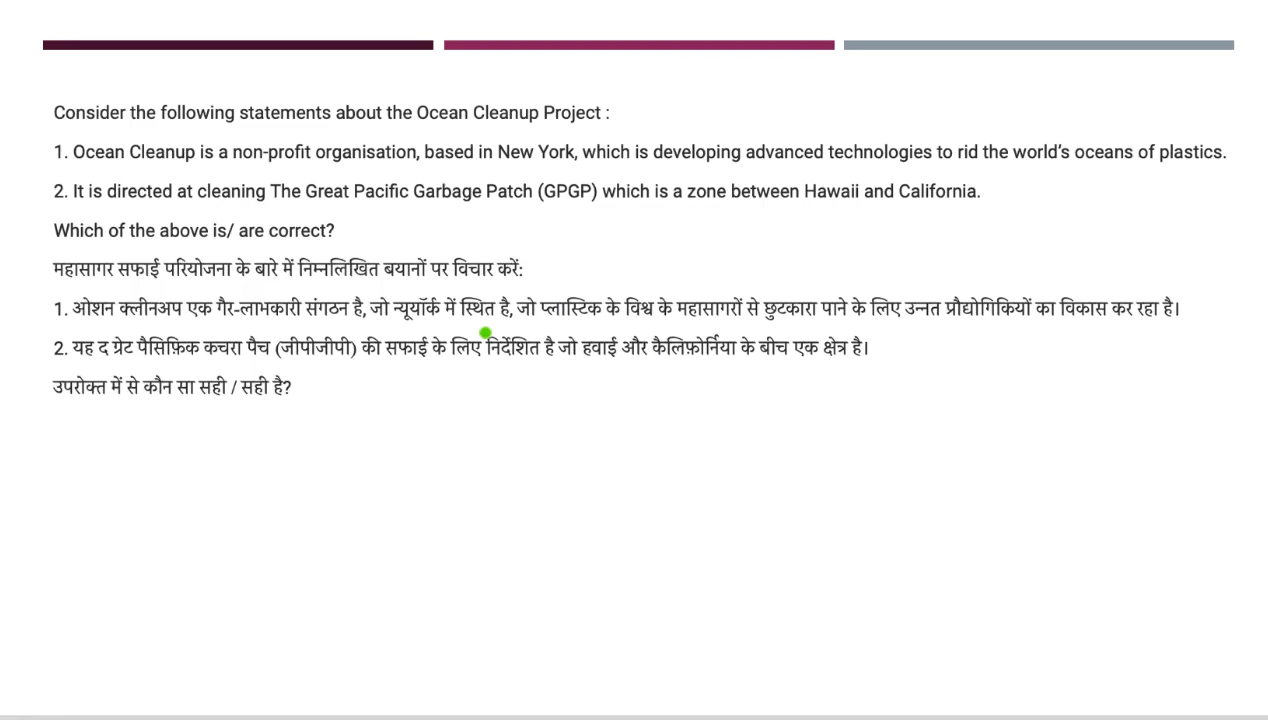 Consider the following statements about the Ocean Cleanup Project :
1. Ocean Cleanup is a non-profit organisation, based in New York, which is developing advanced technologies to rid the world's oceans of plastics.
2. It is directed at cleaning The Great Pacific Garbage Patch (GPGP) which is a zone between Hawaii and California.
Which of the above is/ are correct?
महासागर सफाई परियोजना के बारे में निम्नलिखित बयानों पर विचार करें:
1. ओशन क्लीनअप एक गैर-लाभकारी संगठन है, जो न्यूयॉर्क में स्थित है, जो प्लास्टिक के विश्व के महासागरों से छुटकारा पाने के लिए उन्नत प्रौद्योगिकियों का विकास कर रहा है।
2. यह द ग्रेट पैसिफ़िक कचरा पैच (जीपीजीपी) की सफाई के लिए निर्देशित है जो हवाई और कैलिफ़ोर्निया के बीच एक क्षेत्र है।
उपरोक्त में से कौन सा सही / सही है?